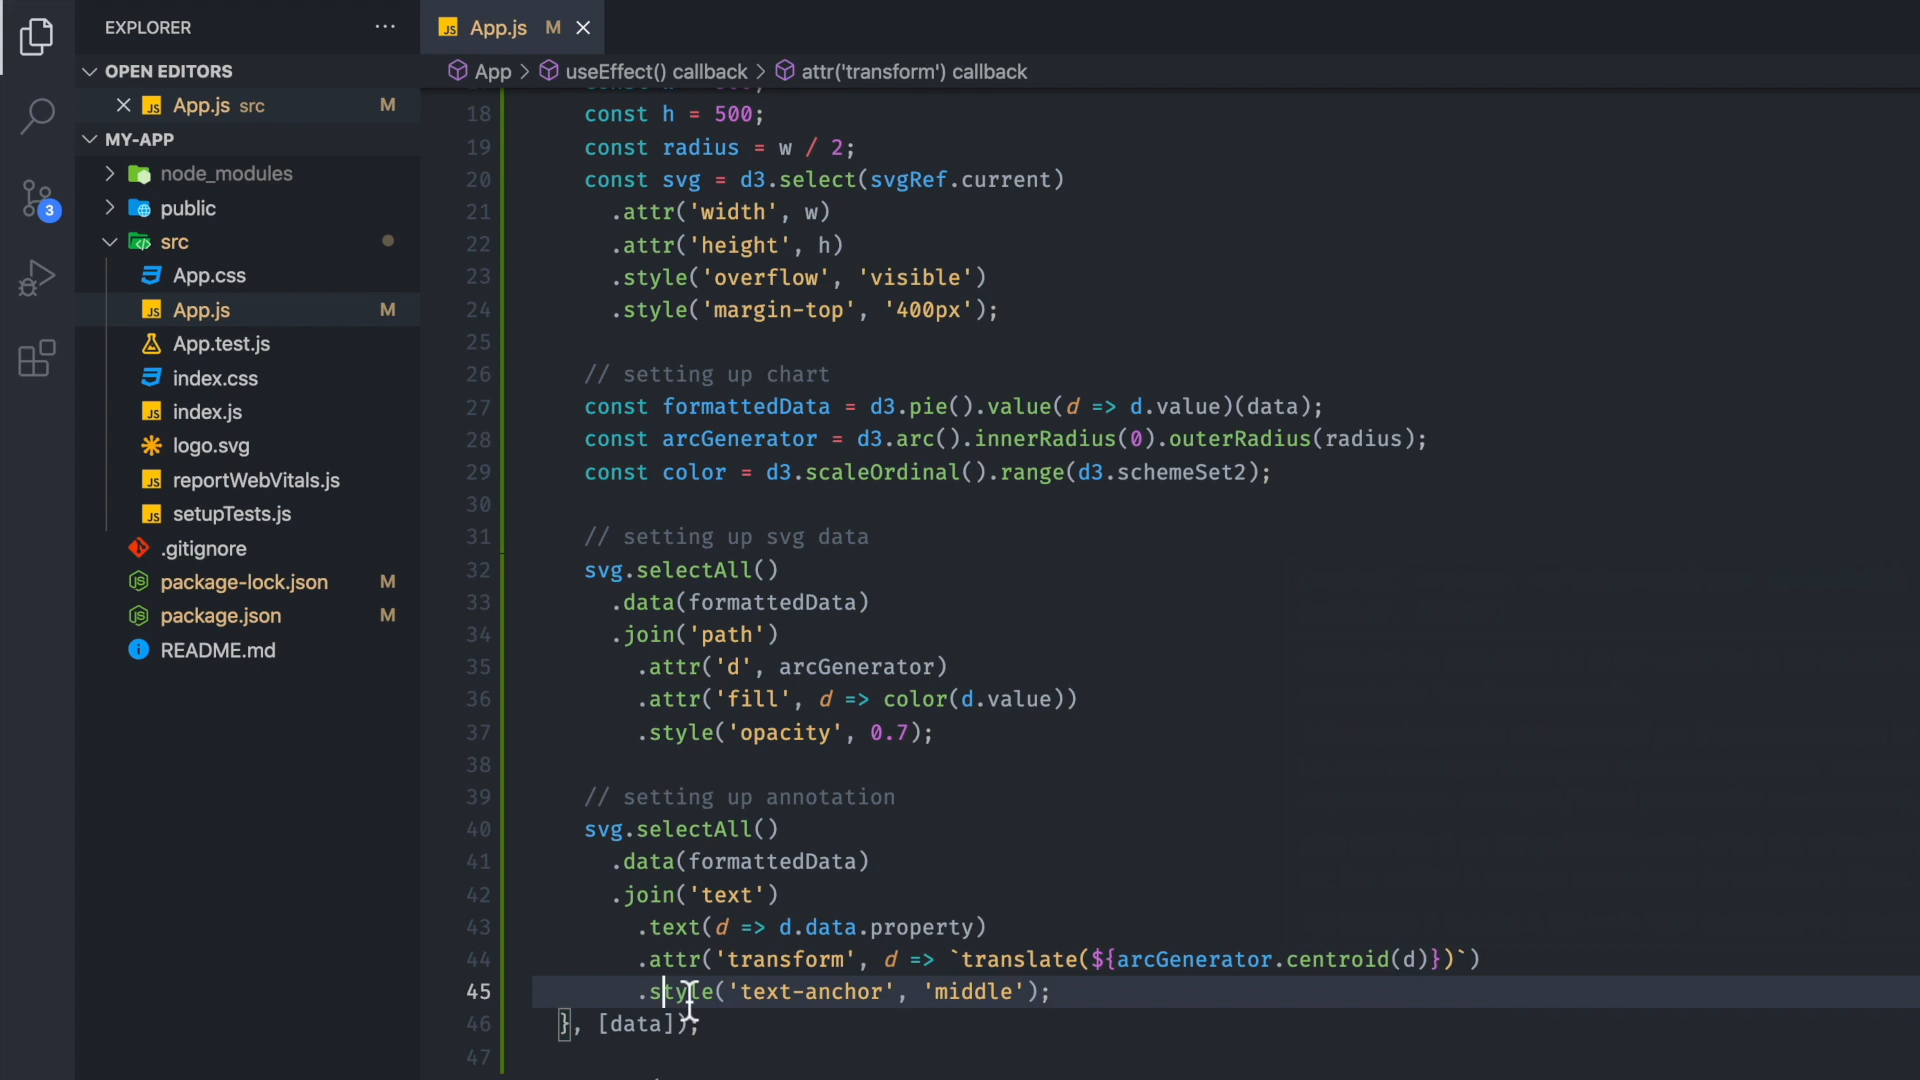 EXPLORER
OPEN EDITORS
App.js src M
MY-APP
node_modules
public
src
App.css
App.js M
App.test.js
index.css
index.js
logo.svg
reportWebVitals.js
setupTests.js
.gitignore
package-lock.json M
package.json M
README.md
3
App.js M
App > useEffect() callback > attr('transform') callback
18 const h = 500;
19 const radius = w / 2;
20 const svg = d3.select(svgRef.current)
21 .attr('width', w)
22 .attr('height', h)
23 .style('overflow', 'visible')
24 .style('margin-top', '400px');
25
26 // setting up chart
27 const formattedData = d3.pie().value(d => d.value)(data);
28 const arcGenerator = d3.arc().innerRadius(0).outerRadius(radius);
29 const color = d3.scaleOrdinal().range(d3.schemeSet2);
30
31 // setting up svg data
32 svg.selectAll()
33 .data(formattedData)
34 .join('path')
35 .attr('d', arcGenerator)
36 .attr('fill', d => color(d.value))
37 .style('opacity', 0.7);
38
39 // setting up annotation
40 svg.selectAll()
41 .data(formattedData)
42 .join('text')
43 .text(d => d.data.property)
44 .attr('transform', d => `translate(${arcGenerator.centroid(d)})`)
45 .style('text-anchor', 'middle');
46 }, [data]);
47